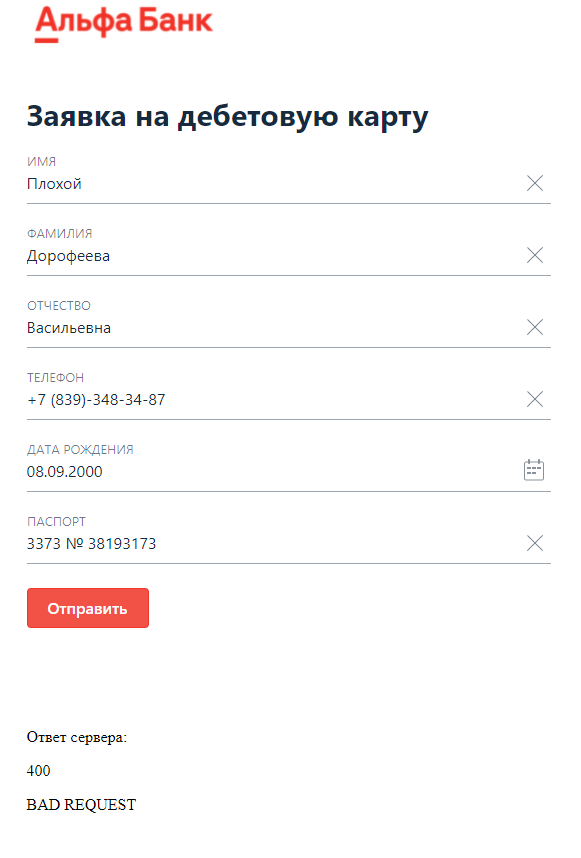 Альфа Банк
Заявка на дебетовую карту
ИМЯ
Плохой
ФАМИЛИЯ
Дорофеева
ОТЧЕСТВО
Васильевна
ТЕЛЕФОН
+7 (839)-348-34-87
ДАТА РОЖДЕНИЯ
08.09.2000
ПАСПОРТ
3373 № 38193173
Отправить
Ответ сервера:
400
BAD REQUEST